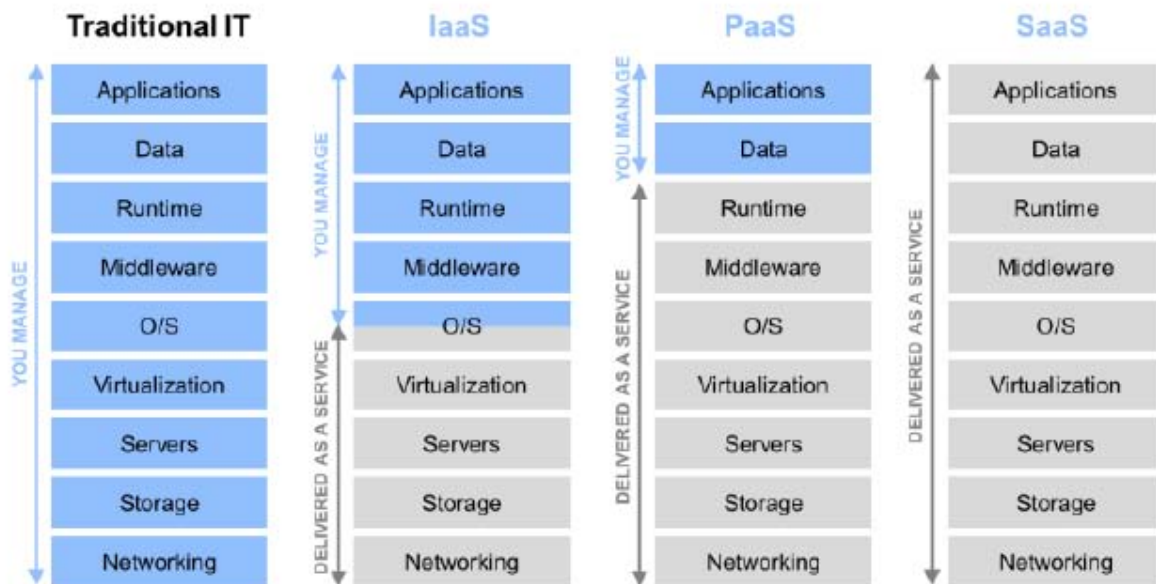 Traditional IT
YOU MANAGE
Applications
Data
Runtime
Middleware
O/S
Virtualization
Servers
Storage
Networking
IaaS
YOU MANAGE
DELIVERED AS A SERVICE
Applications
Data
Runtime
Middleware
O/S
Virtualization
Servers
Storage
Networking
PaaS
YOU MANAGE
DELIVERED AS A SERVICE
Applications
Data
Runtime
Middleware
O/S
Virtualization
Servers
Storage
Networking
SaaS
DELIVERED AS A SERVICE
Applications
Data
Runtime
Middleware
O/S
Virtualization
Servers
Storage
Networking